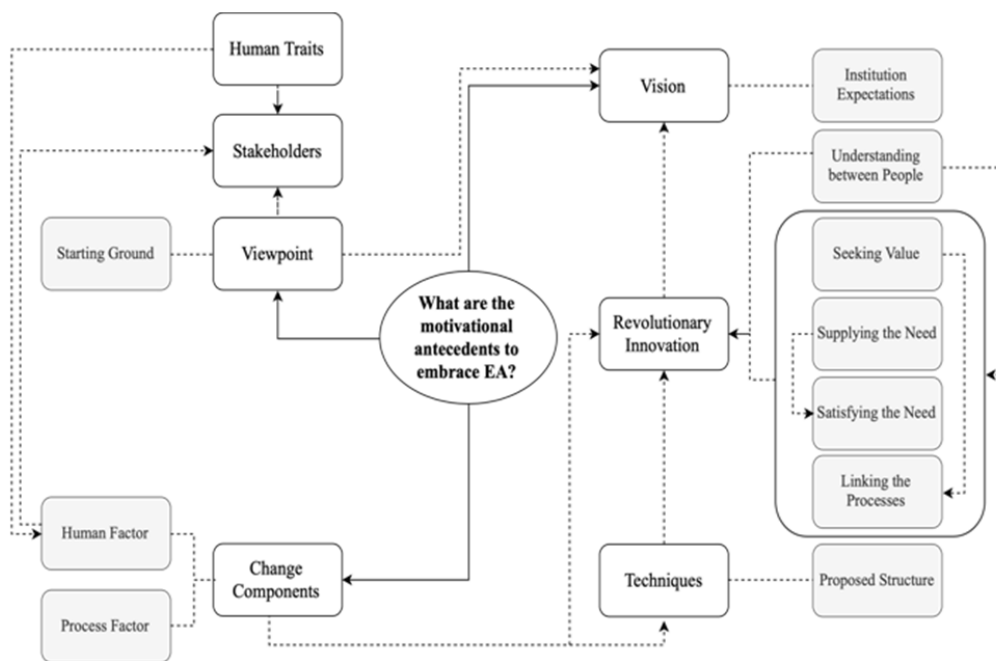 Human Traits
Stakeholders
Starting Ground
Viewpoint
What are the
motivational
antecedents to
embrace EA?
Human Factor
Process Factor
Change
Components
Vision
Revolutionary
Innovation
Techniques
Institution
Expectations
Understanding
between People
Seeking Value
Supplying the Need
Satisfying the Need
Linking the
Processes
Proposed Structure